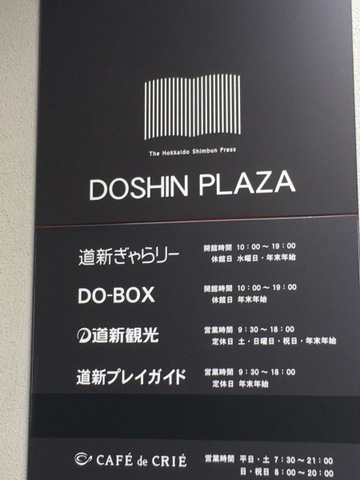 The Hokkaido Shimbun Press
DOSHIN PLAZA
道新ぎゃらリー 開館時間 10:00～19:00
休館日 水曜日・年末年始
DO-BOX 開館時間 10:00～19:00
休館日 年末年始
道新観光 営業時間 9:30～18:00
定休日 土・日曜日・祝日・年末年始
道新プレイガイド 営業時間 9:30～18:00
定休日 年末年始
CAFÉ de CRIÉ 営業時間 平日・土 7:30～21:00
日・祝日 8:00～20:00